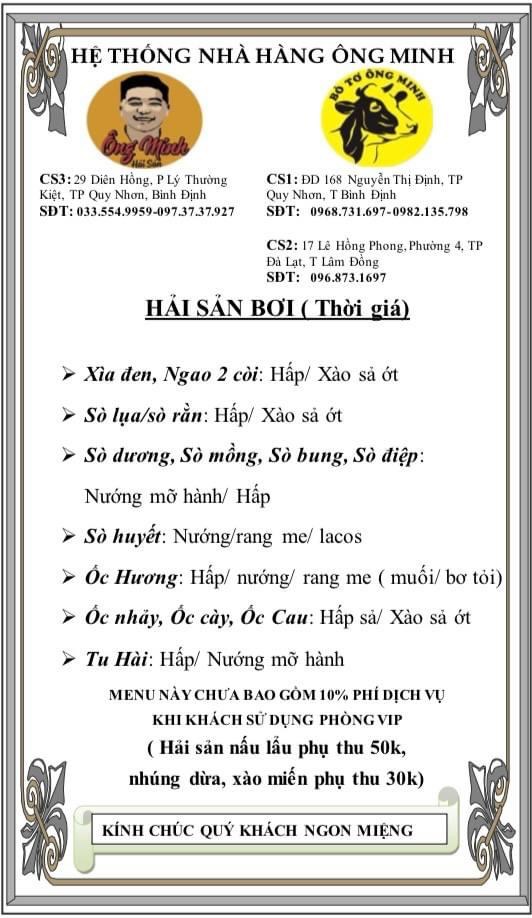 HỆ THỐNG NHÀ HÀNG ÔNG MINH
Ông Minh
Hải Sản
BÒ TƠ ÔNG MINH
CS3: 29 Diên Hồng, P Lý Thường
Kiệt, TP Quy Nhơn, Bình Định
SĐT: 033.554.9959-097.37.37.927
CS1: ĐD 168 Nguyễn Thị Định, TP
Quy Nhơn, T Bình Định
SĐT: 0968.731.697-0982.135.798
CS2: 17 Lê Hồng Phong, Phường 4, TP
Đà Lạt, T Lâm Đồng
SĐT: 096.873.1697
HẢI SẢN BƠI ( Thời giá)
➢ Xìa đen, Ngao 2 còi: Hấp/ Xào sả ớt
➢ Sò lụa/sò rằn: Hấp/ Xào sả ớt
➢ Sò dương, Sò mồng, Sò bung, Sò điệp:
Nướng mỡ hành/ Hấp
➢ Sò huyết: Nướng/rang me/ lacos
➢ Ốc Hương: Hấp/ nướng/ rang me ( muối/ bơ tỏi)
➢ Ốc nhảy, Ốc cày, Ốc Cau: Hấp sả/ Xào sả ớt
➢ Tu Hài: Hấp/ Nướng mỡ hành
MENU NÀY CHƯA BAO GỒM 10% PHÍ DỊCH VỤ
KHI KHÁCH SỬ DỤNG PHÒNG VIP
( Hải sản nấu lẩu phụ thu 50k,
nhúng dừa, xào miến phụ thu 30k)
KÍNH CHÚC QUÝ KHÁCH NGON MIỆNG